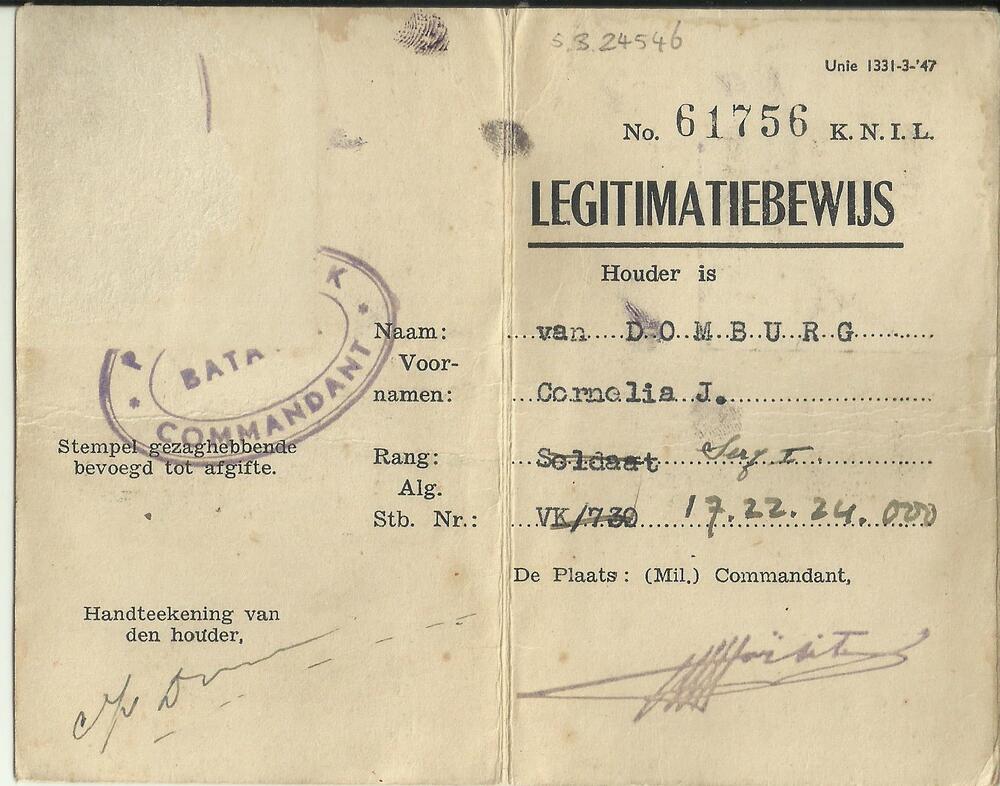 S.B. 24546
Unie 1331-3-'47
No. 61756 K. N. I. L.
LEGITIMATIEBEWIJS
Houder is
Naam: van DOMBURG
Voor-
namen: Cornelia J.
Rang: Soldaat Serg I
Alg.
Stb. Nr.: VK/730 17.22.24.000
De Plaats: (Mil.) Commandant,
P K
BATA
* COMMANDANT *
Stempel gezaghebbende
bevoegd tot afgifte.
Handteekening van
den houder,